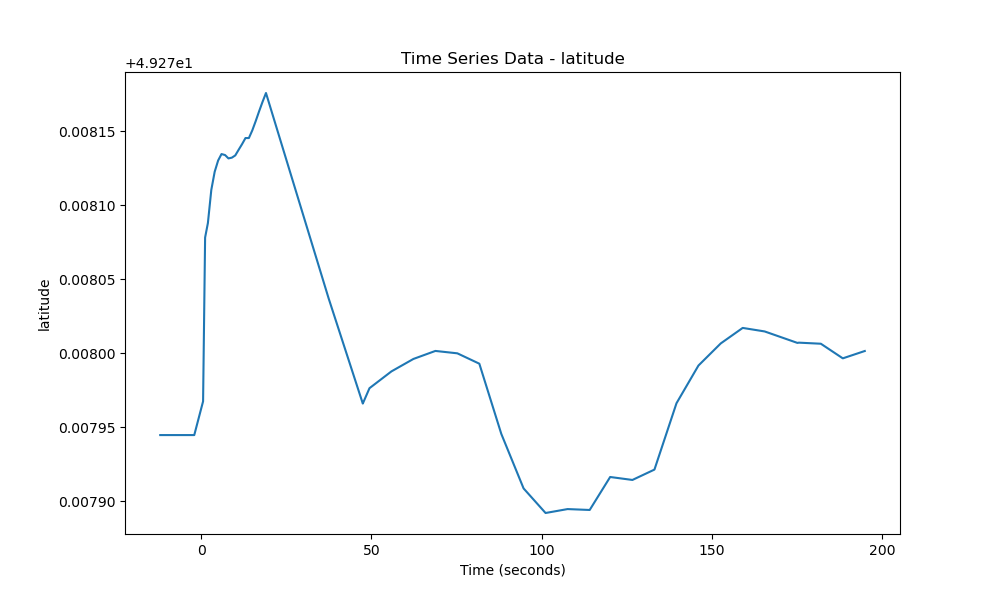 Time Series Data - latitude
+4.927e1
0.00815
0.00810
0.00805
0.00800
0.00795
0.00790
latitude
0 50 100 150 200
Time (seconds)